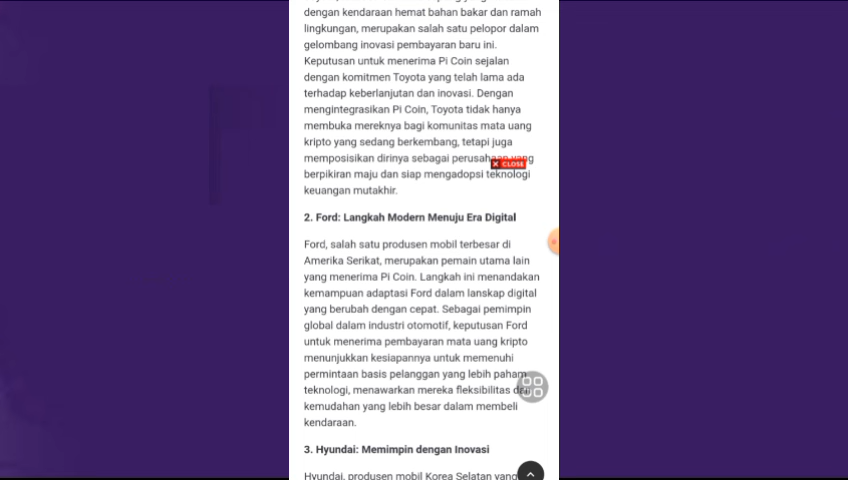 dengan kendaraan hemat bahan bakar dan ramah
lingkungan, merupakan salah satu pelopor dalam
gelombang inovasi pembayaran baru ini.
Keputusan untuk menerima Pi Coin sejalan
dengan komitmen Toyota yang telah lama ada
terhadap keberlanjutan dan inovasi. Dengan
mengintegrasikan Pi Coin, Toyota tidak hanya
membuka mereknya bagi komunitas mata uang
kripto yang sedang berkembang, tetapi juga
memposisikan dirinya sebagai perusahaan yang
CLOSE
berpikiran maju dan siap mengadopsi teknologi
keuangan mutakhir.
2. Ford: Langkah Modern Menuju Era Digital
Ford, salah satu produsen mobil terbesar di
Amerika Serikat, merupakan pemain utama lain
yang menerima Pi Coin. Langkah ini menandakan
kemampuan adaptasi Ford dalam lanskap digital
yang berubah dengan cepat. Sebagai pemimpin
global dalam industri otomotif, keputusan Ford
untuk menerima pembayaran mata uang kripto
menunjukkan kesiapannya untuk memenuhi
permintaan basis pelanggan yang lebih paham
teknologi, menawarkan mereka fleksibilitas dan
kemudahan yang lebih besar dalam membeli
kendaraan.
3. Hyundai: Memimpin dengan Inovasi
Hyundai, produsen mobil Korea Selatan yang